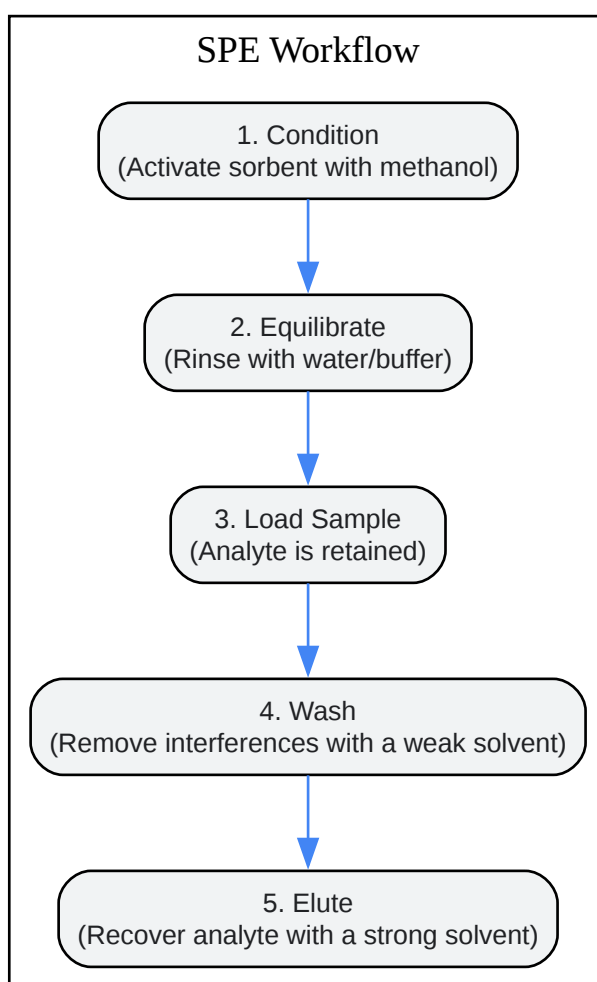 SPE Workflow
1. Condition
(Activate sorbent with methanol)
2. Equilibrate
(Rinse with water/buffer)
3. Load Sample
(Analyte is retained)
4. Wash
(Remove interferences with a weak solvent)
5. Elute
(Recover analyte with a strong solvent)